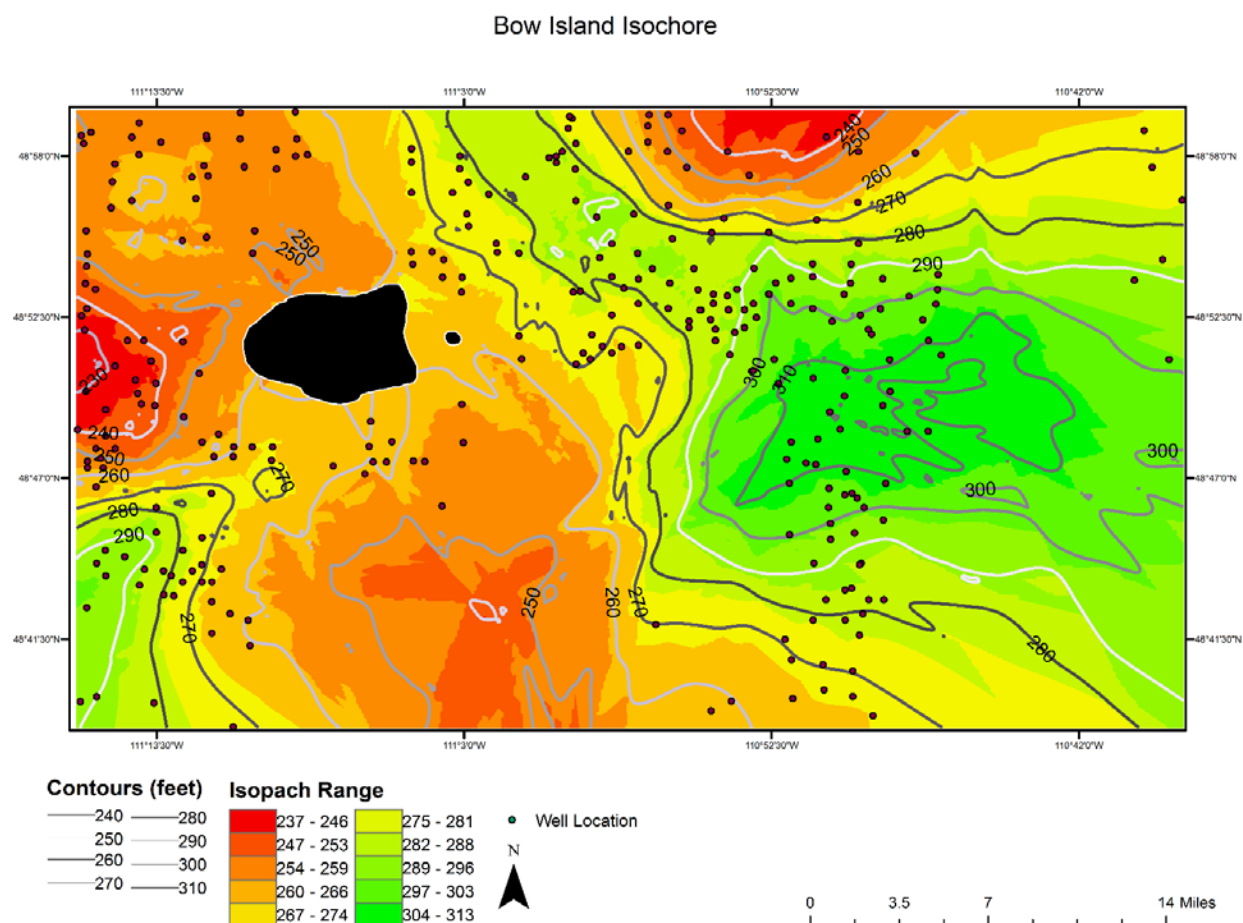 Bow Island Isochore
111°13'30"W 111°3'0"W 110°52'30"W 110°42'0"W
48°58'0"N 48°58'0"N
48°52'30"N 48°52'30"N
48°47'0"N 48°47'0"N
48°41'30"N 48°41'30"N
240
250
260
270
280
290
250
250
300
310
230
240
250
260
270
280
290
300
300
270
250
260
270
280
111°13'30"W 111°3'0"W 110°52'30"W 110°42'0"W
Contours (feet) Isopach Range
240 280
250 290
260 300
270 310
237 - 246 275 - 281
247 - 253 282 - 288
254 - 259 289 - 296
260 - 266 297 - 303
267 - 274 304 - 313
Well Location
N
0 3.5 7 14 Miles